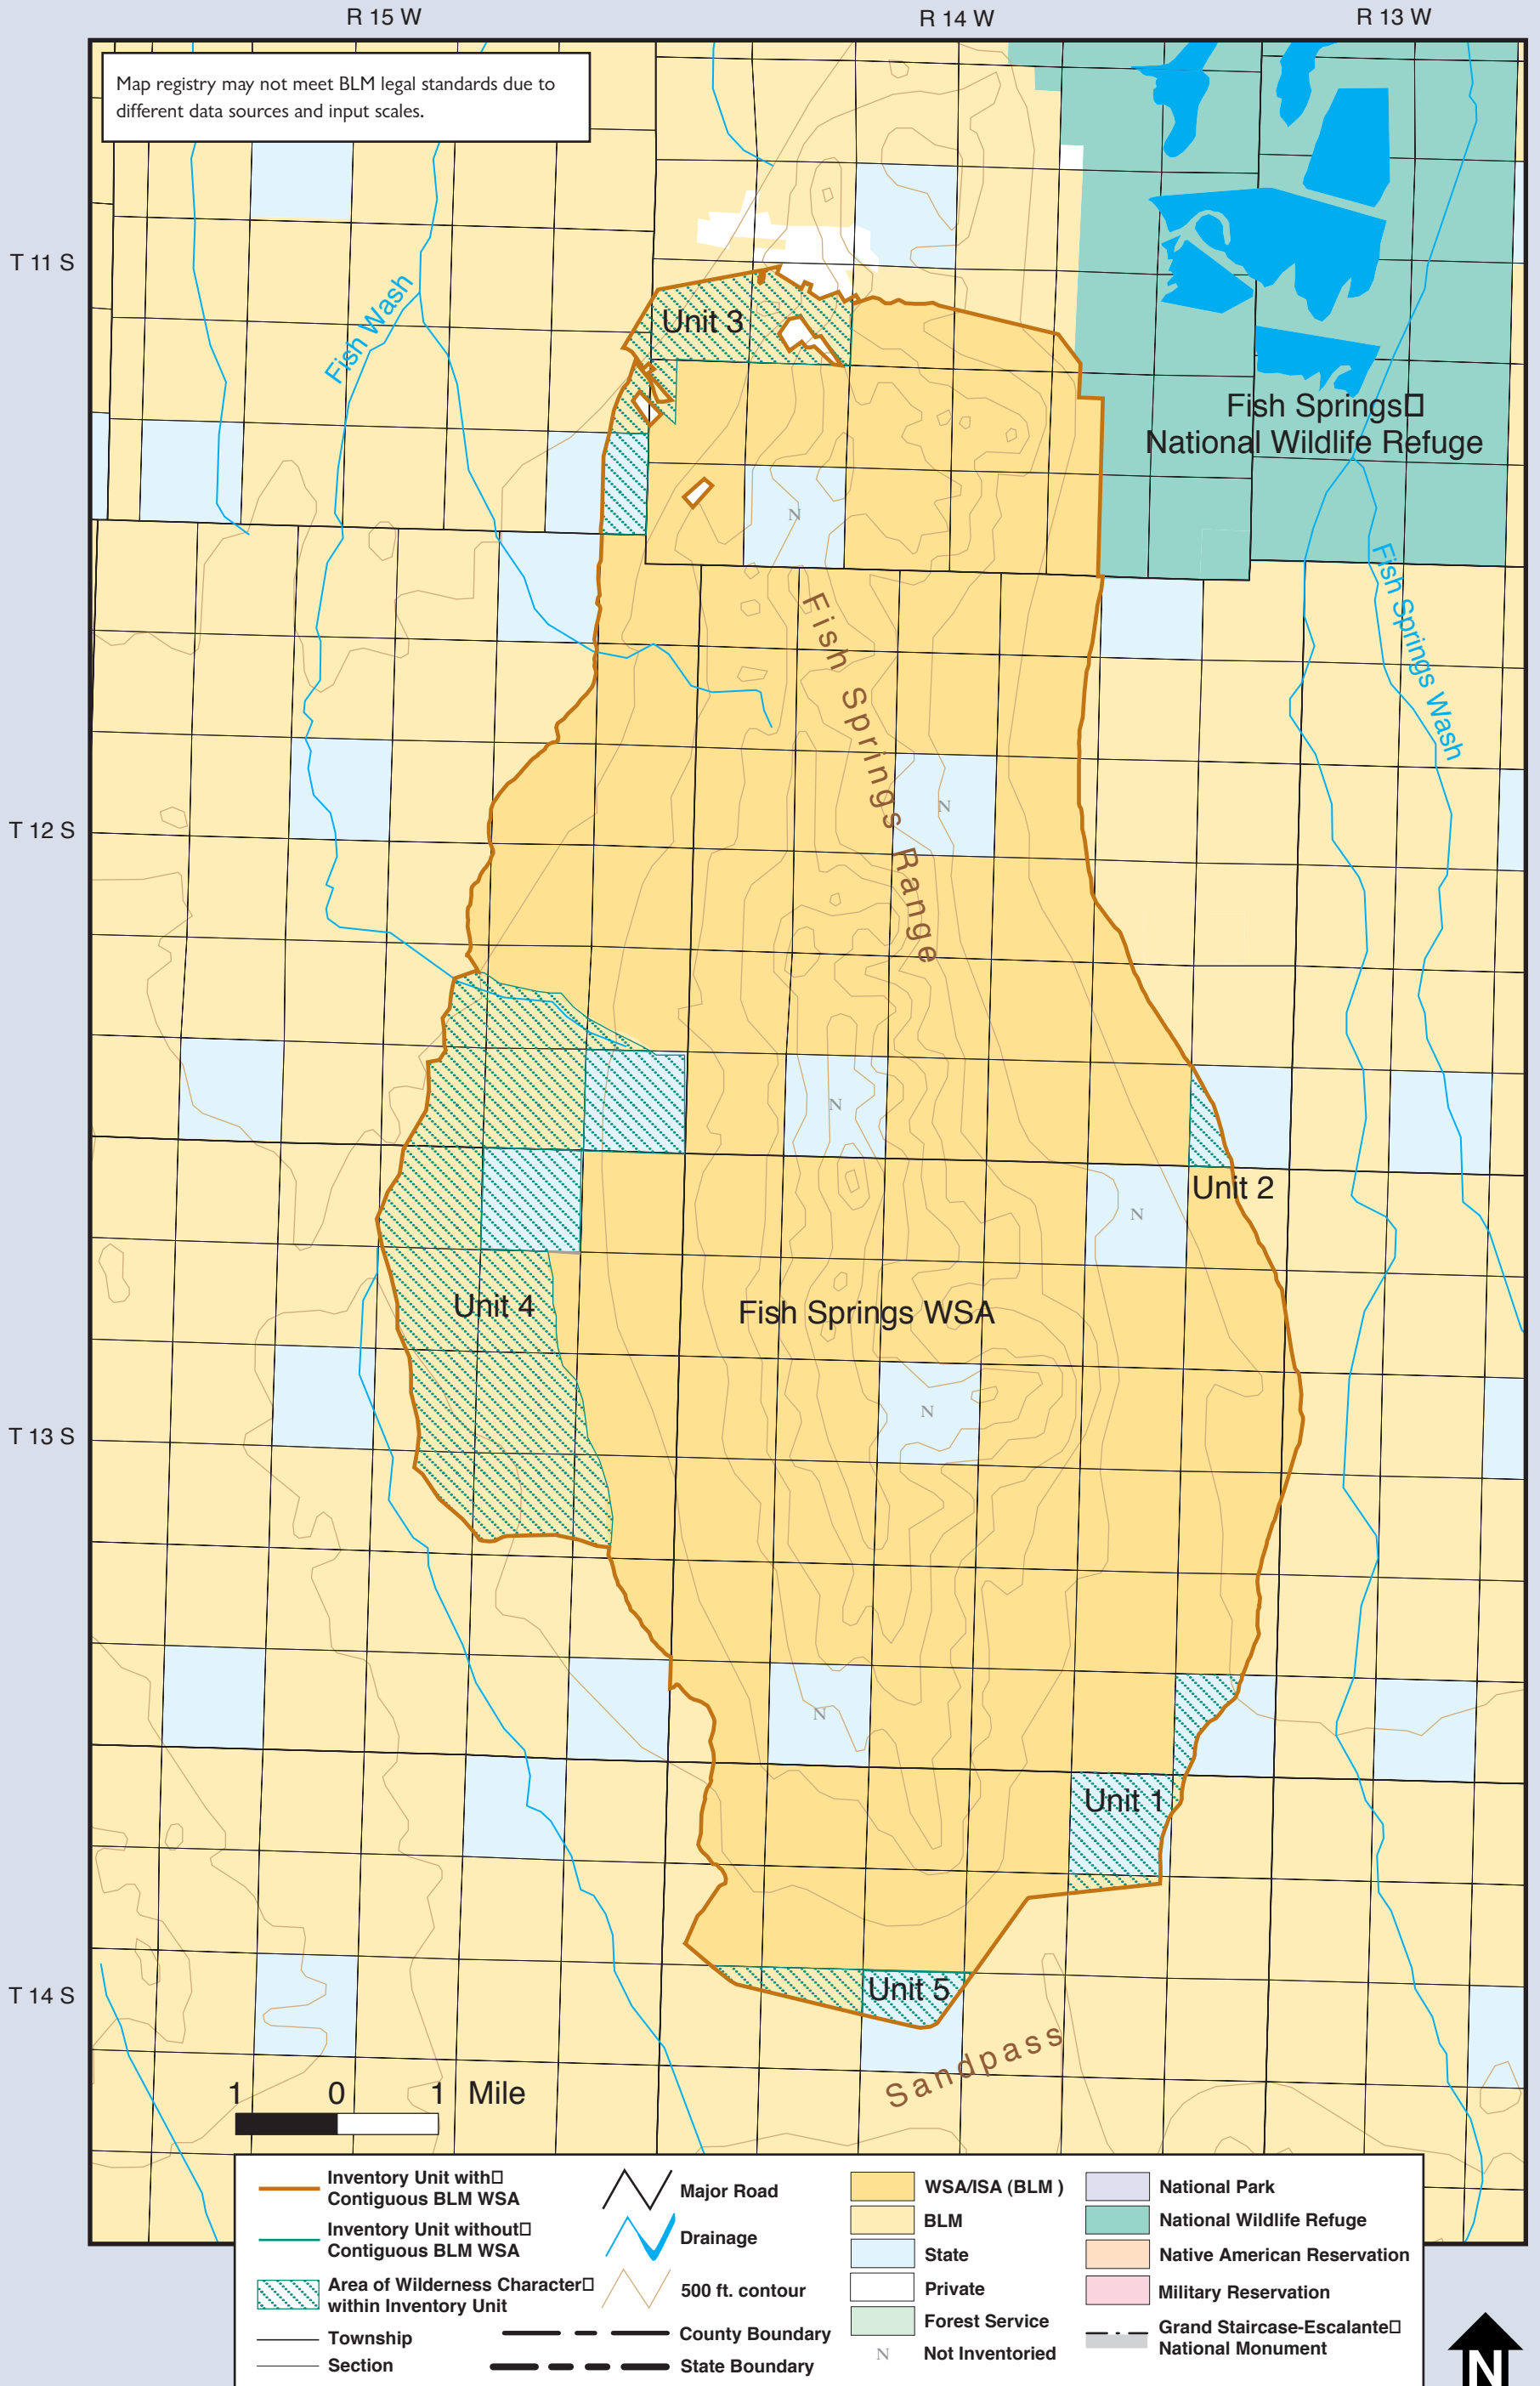 R 15 W
R 14 W
R 13 W
Map registry may not meet BLM legal standards due to
different data sources and input scales.
T 11 S
Fish Wash
Unit 3
Fish Springs
National Wildlife Refuge
N
Fish Springs Range
Fish Springs Wash
T 12 S
N
N
Unit 2
N
Unit 4
Fish Springs WSA
N
T 13 S
N
Unit 1
T 14 S
Unit 5
Sandpass
1 0 1 Mile
Inventory Unit with
Contiguous BLM WSA
Inventory Unit without
Contiguous BLM WSA
Area of Wilderness Character
within Inventory Unit
Township
Section
Major Road
Drainage
500 ft. contour
County Boundary
State Boundary
WSA/ISA (BLM )
BLM
State
Private
Forest Service
N Not Inventoried
National Park
National Wildlife Refuge
Native American Reservation
Military Reservation
Grand Staircase-Escalante
National Monument
N